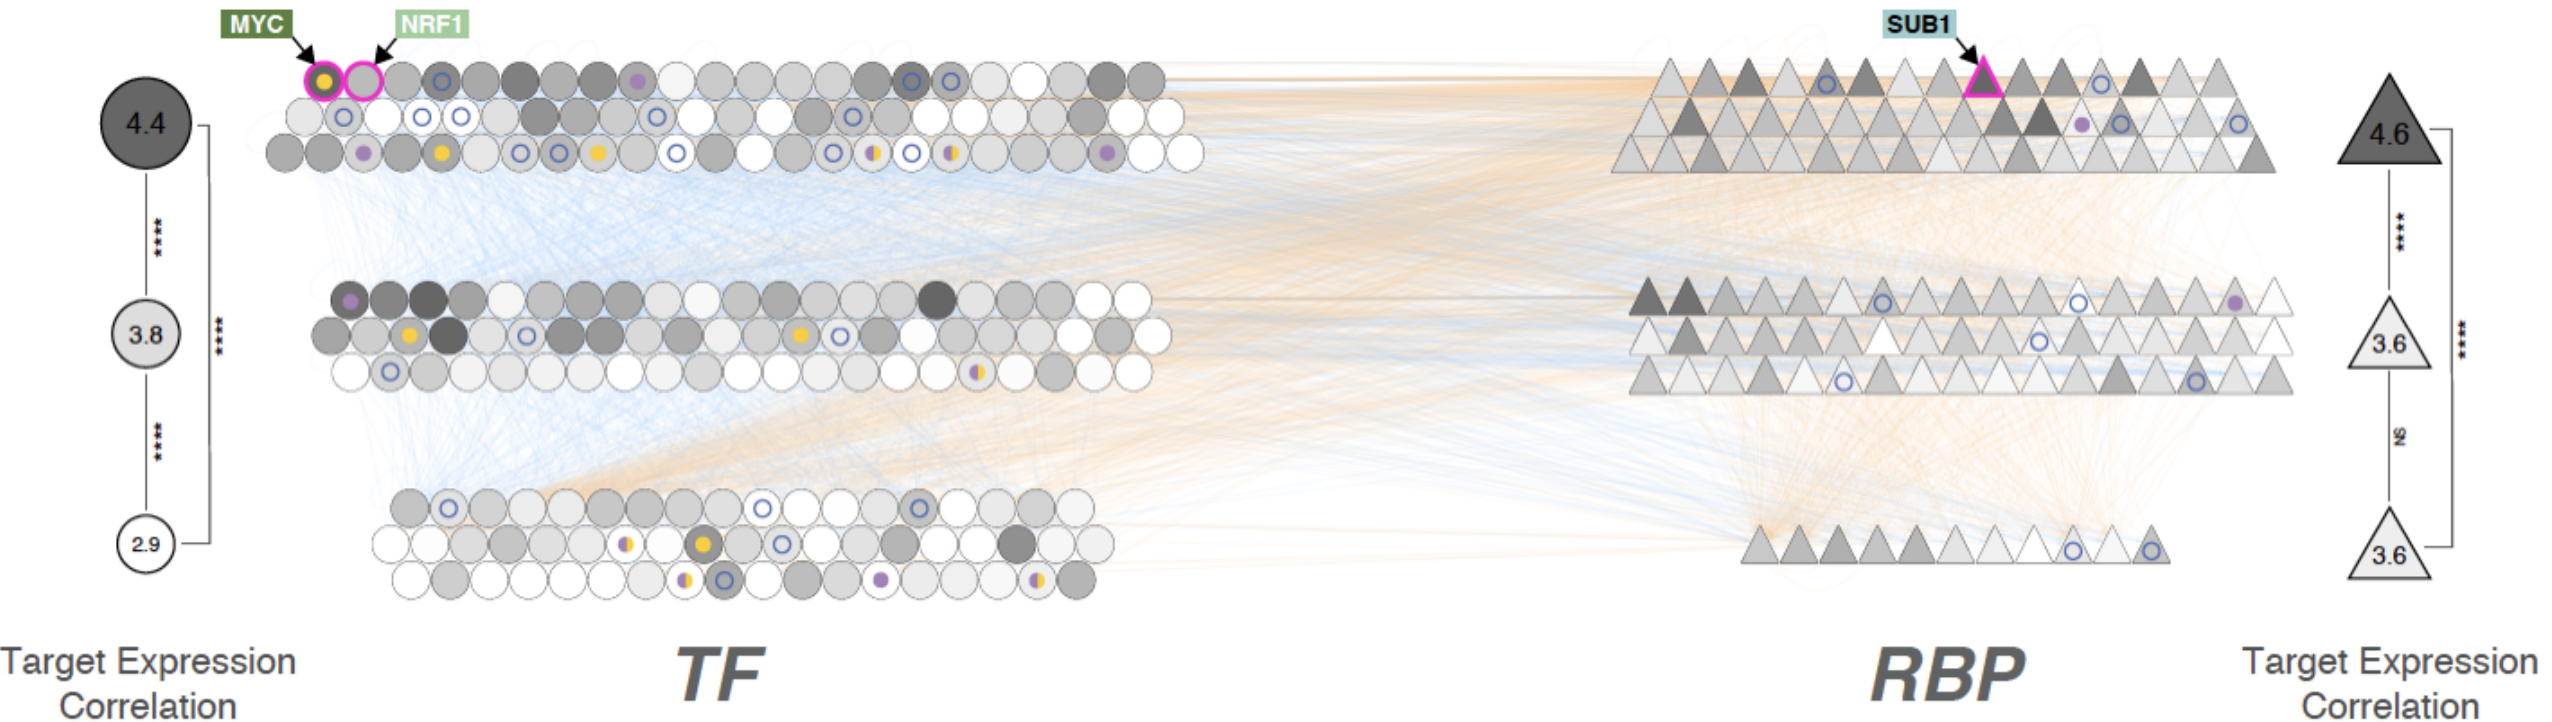 MYC
NRF1
SUB1
4.4
****
3.8
****
****
2.9
4.6
****
3.6
****
NS
3.6
Target Expression
Correlation
TF
RBP
Target Expression
Correlation